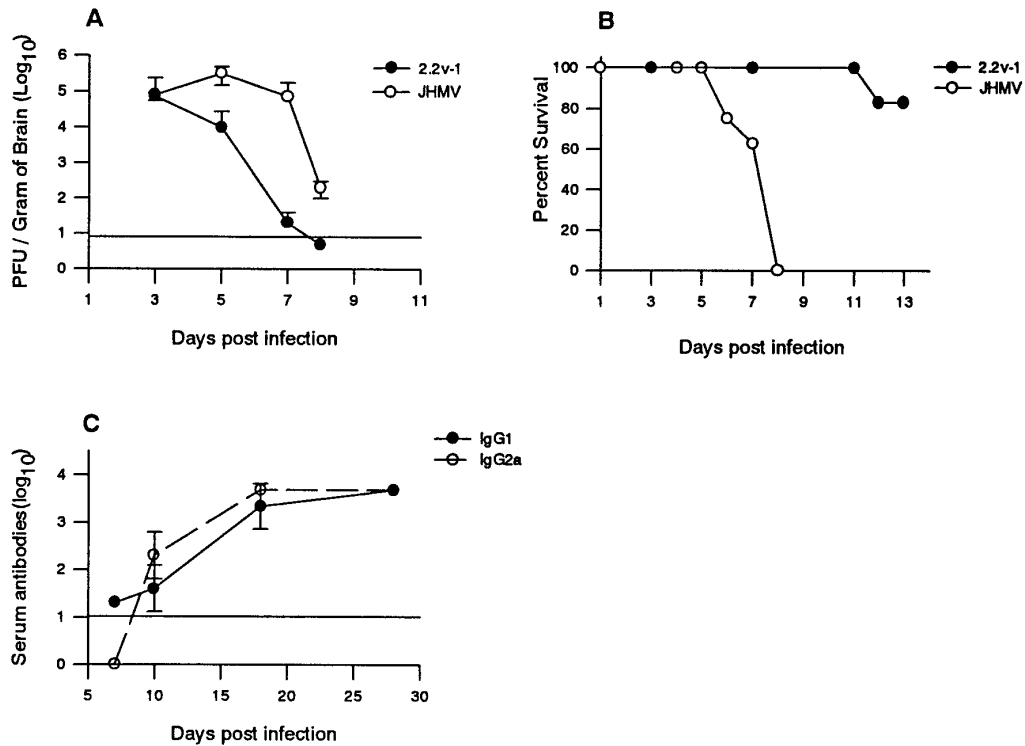 A
PFU / Gram of Brain (Log10)
6
5
4
3
2
1
0
1 3 5 7 9 11
Days post infection
2.2v-1
JHMV
B
Percent Survival
100
80
60
40
20
0
1 3 5 7 9 11 13
Days post infection
2.2v-1
JHMV
C
Serum antibodies (log10)
4
3
2
1
0
5 10 15 20 25 30
Days post infection
IgG1
IgG2a